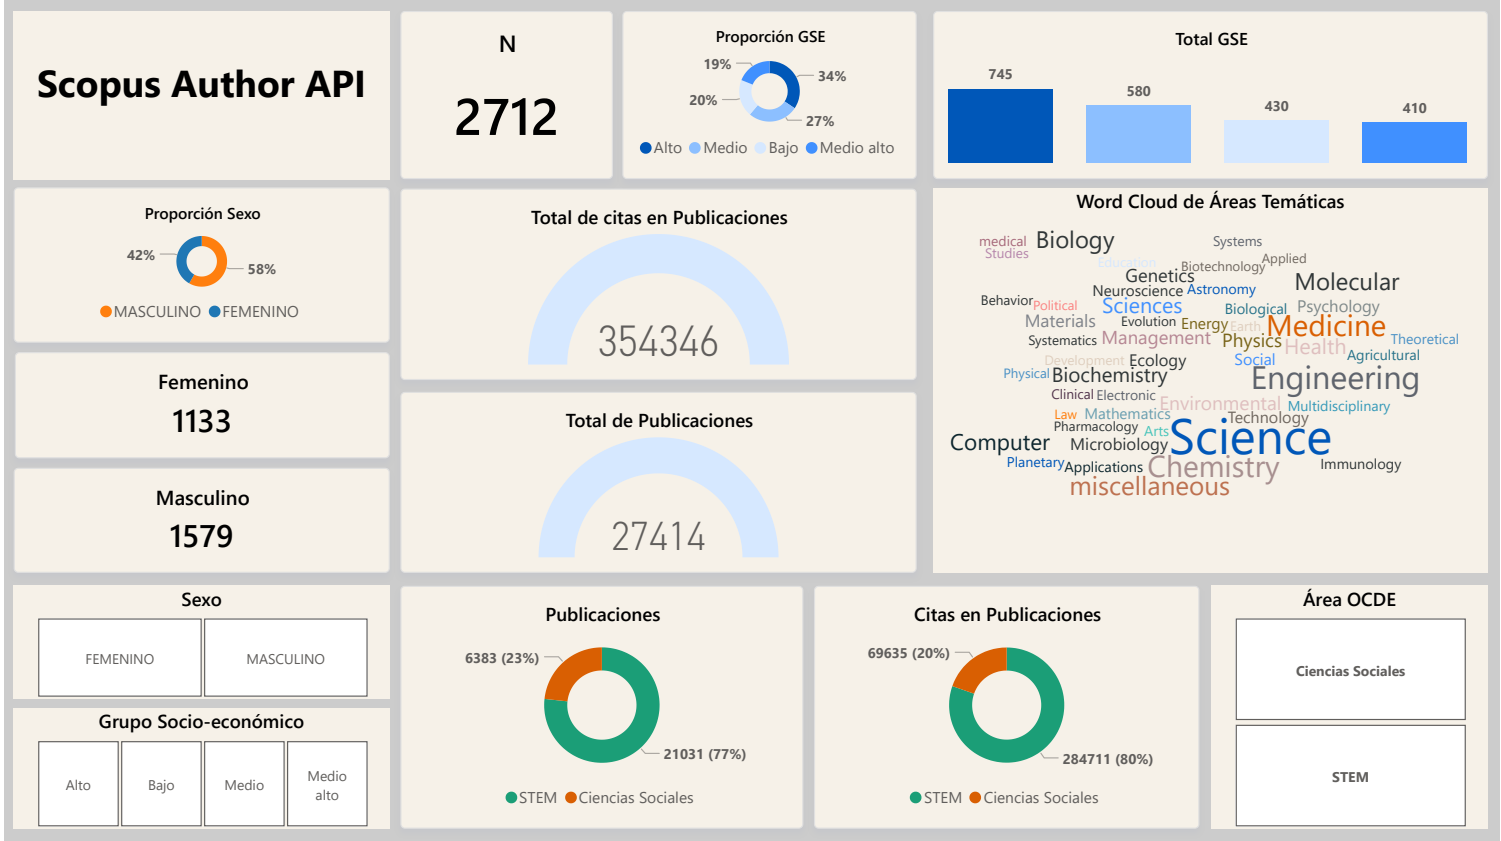 Scopus Author API
N
2712
Proporción GSE
19%
34%
20%
27%
Alto Medio Bajo Medio alto
Total GSE
745
580
430
410
Proporción Sexo
42%
58%
MASCULINO FEMENINO
Femenino
1133
Masculino
1579
Total de citas en Publicaciones
354346
Total de Publicaciones
27414
Word Cloud de Áreas Temáticas
medical
Biology
Systems
Studies
Education
Applied
Biotechnology
Genetics
Molecular
Neuroscience
Astronomy
Behavior
Political
Sciences
Biological
Psychology
Materials
Evolution
Energy
Earth
Medicine
Systematics
Management
Physics
Health
Theoretical
Development
Ecology
Social
Agricultural
Physical
Biochemistry
Engineering
Clinical
Electronic
Environmental
Multidisciplinary
Law
Mathematics
Technology
Pharmacology
Arts
Science
Computer
Microbiology
Planetary
Applications
Chemistry
Immunology
miscellaneous
Sexo
FEMENINO
MASCULINO
Grupo Socio-económico
Alto
Bajo
Medio
Medio
alto
Publicaciones
6383 (23%)
21031 (77%)
STEM Ciencias Sociales
Citas en Publicaciones
69635 (20%)
284711 (80%)
STEM Ciencias Sociales
Área OCDE
Ciencias Sociales
STEM